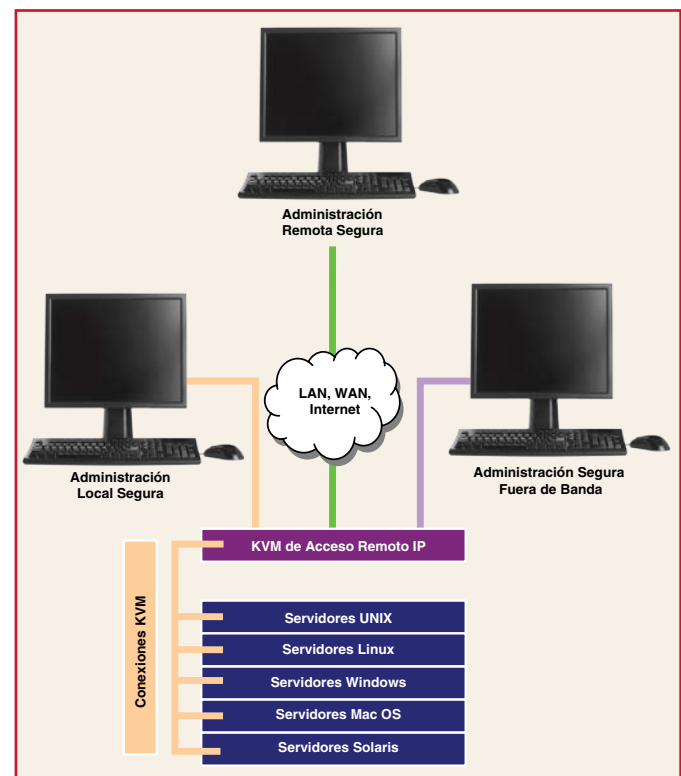 Administración
Remota Segura
LAN, WAN,
Internet
Administración
Local Segura
Administración Segura
Fuera de Banda
KVM de Acceso Remoto IP
Conexiones KVM
Servidores UNIX
Servidores Linux
Servidores Windows
Servidores Mac OS
Servidores Solaris